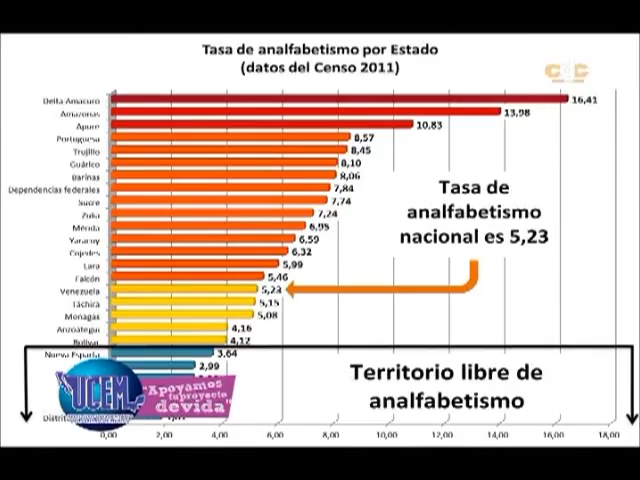 Tasa de analfabetismo por Estado
(datos del Censo 2011)
Delta Amacuro 16,41
Amazonas 13,98
Apure 10,83
Portuguesa 8,57
Trujillo 8,45
Guárico 8,10
Barinas 8,06
Dependencias federales 7,84
Sucre 7,74
Zulia 7,24
Mérida 6,95
Yaracuy 6,59
Cojedes 6,32
Lara 5,99
Falcón 5,46
Venezuela 5,23
Táchira 5,15
Monagas 5,08
Anzoátegui 4,16
Bolívar 4,12
Nueva Esparta 3,64
2,99
Tasa de
analfabetismo
nacional es 5,23
Territorio libre de
analfabetismo
UCEM
"Apoyamos
tu proyecto
de vida"
0,00 2,00 4,00 6,00 8,00 10,00 12,00 14,00 16,00 18,00